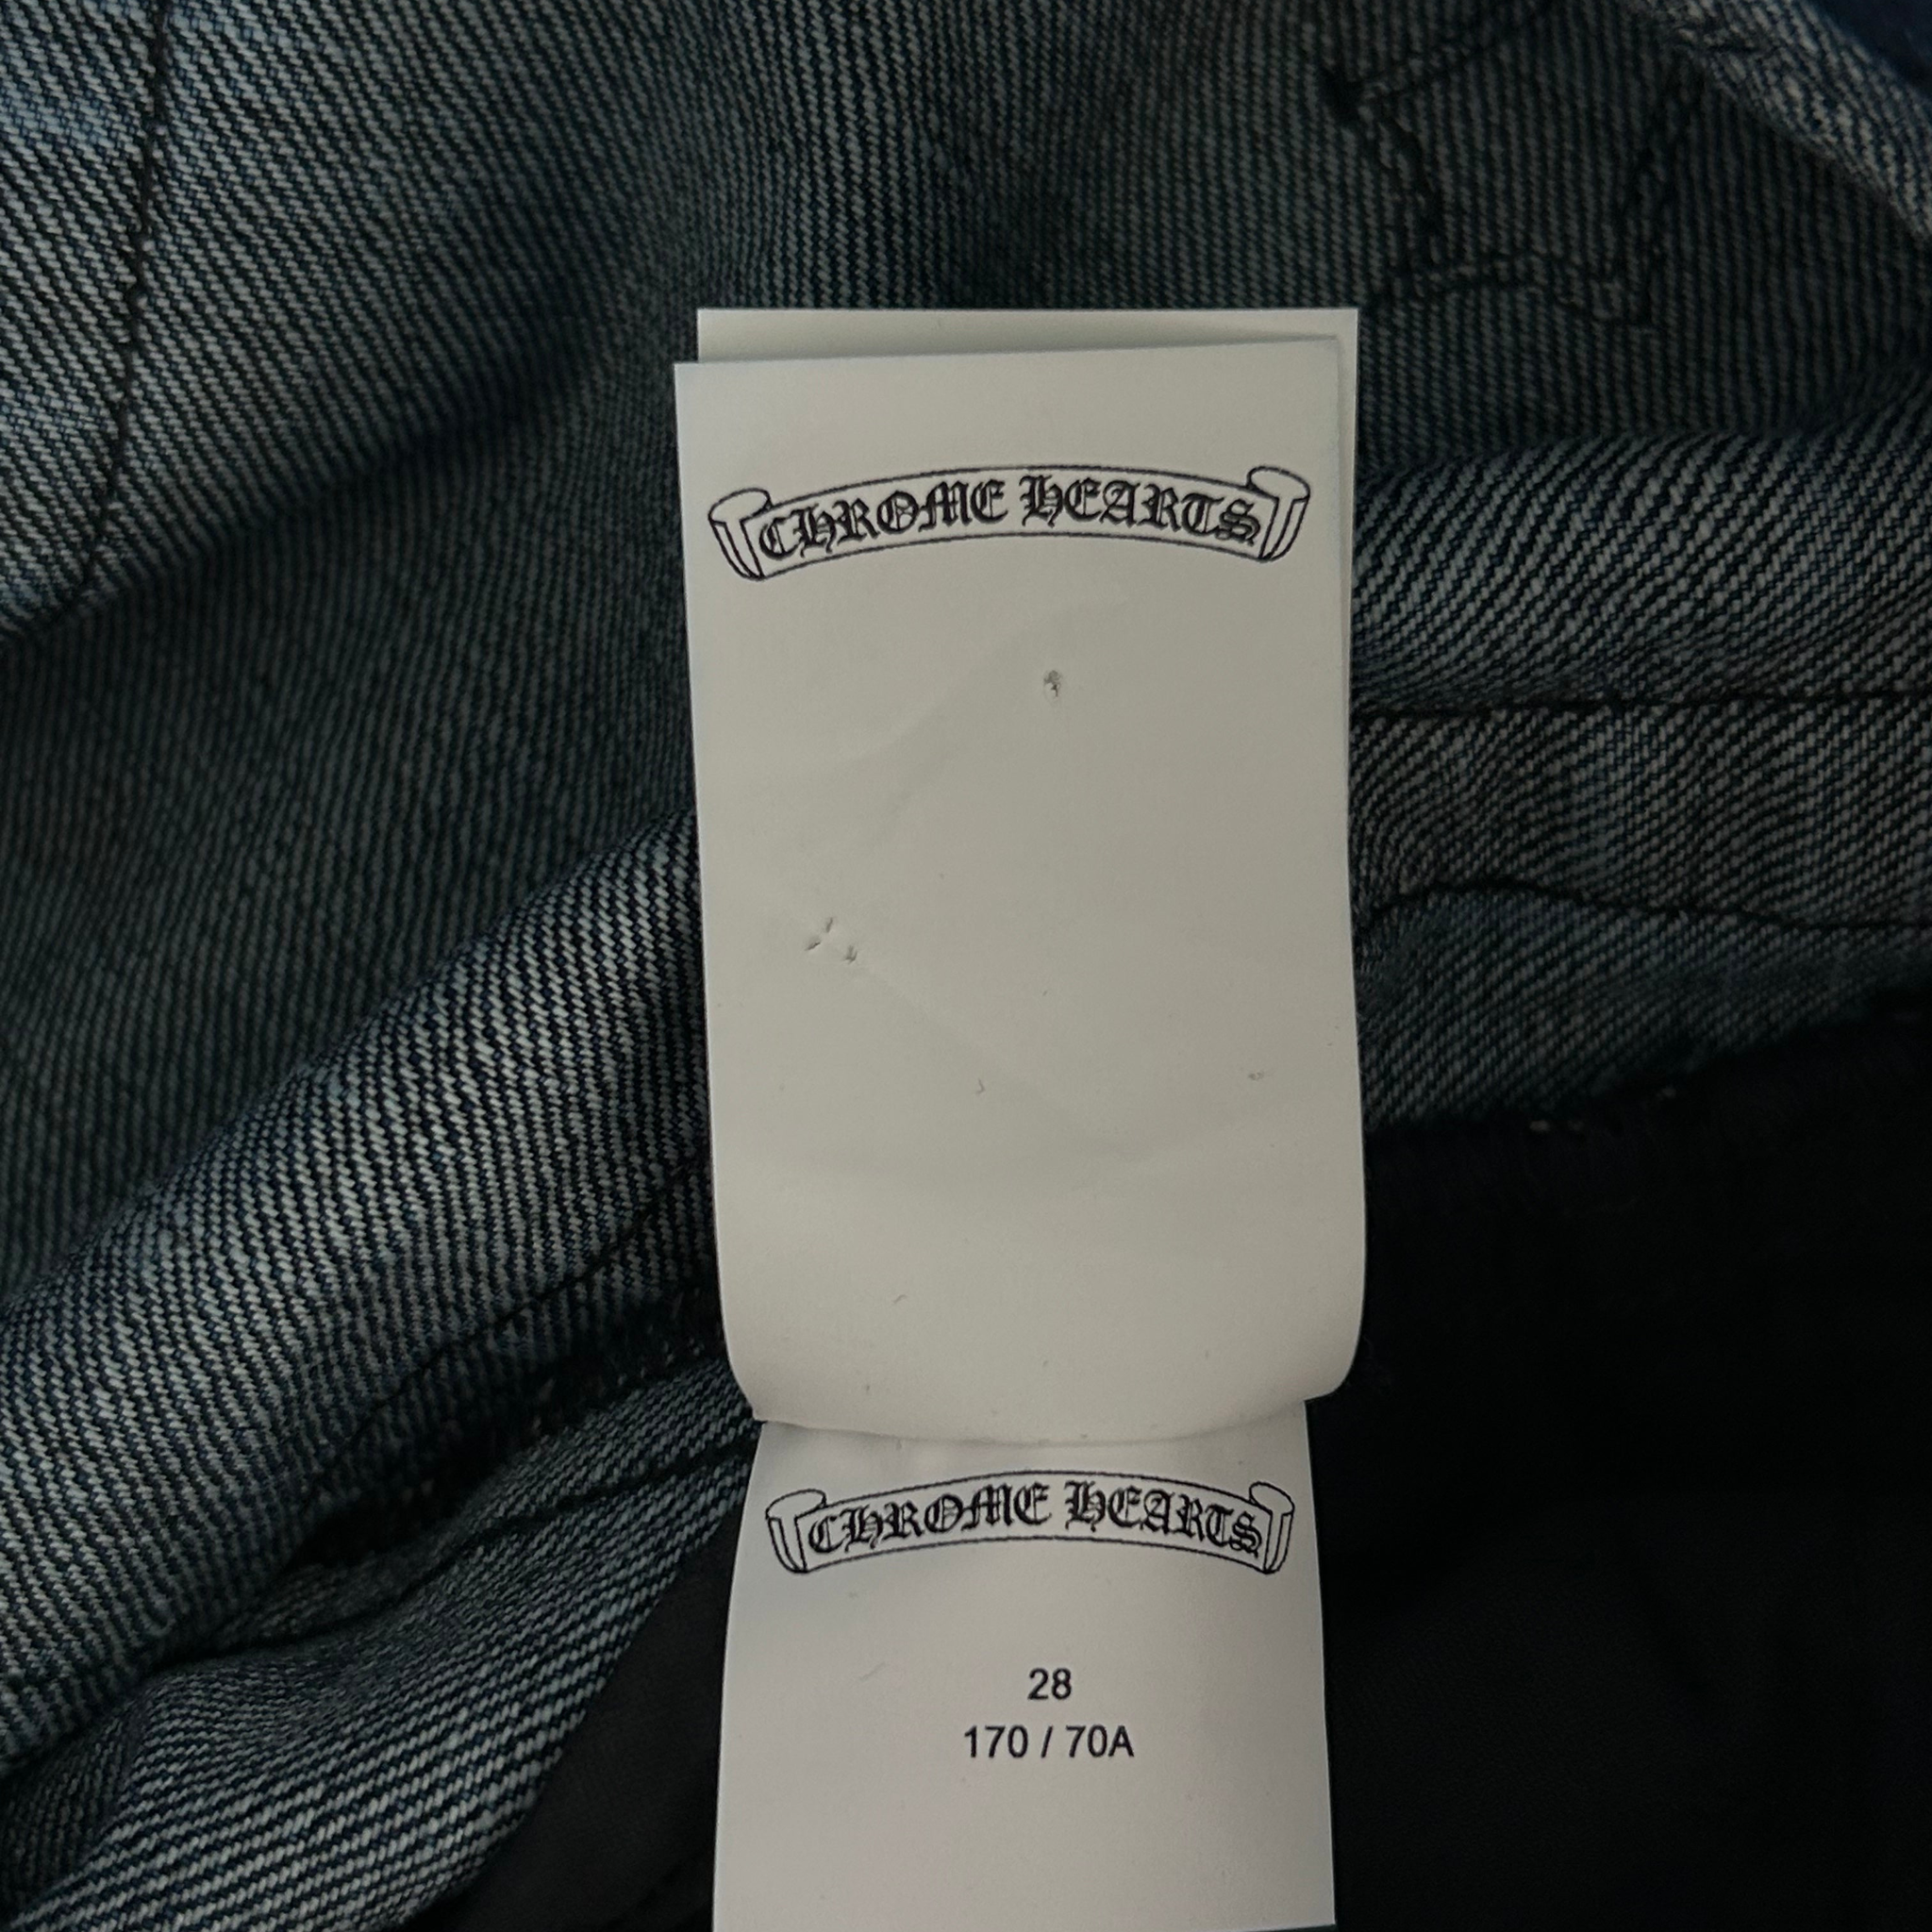 CHROME HEARTS
CHROME HEARTS
28
170 / 70A